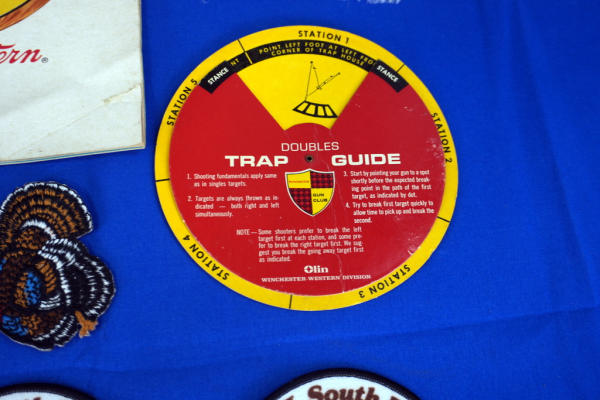 tern®
STATION 1
POINT LEFT FOOT AT LEFT FRO
CORNER OF TRAP HOUSE
STANCE
NT
STANCE
STATION 5
STATION 2
DOUBLES
TRAP GUIDE
1. Shooting fundamentals apply same
as in singles targets.
2. Targets are always thrown as in-
dicated — both right and left
simultaneously.
3. Start by pointing your gun to a spot
shortly before the expected break-
ing point in the path of the first
target, as indicated by dot.
4. Try to break first target quickly to
allow time to pick up and break the
second.
GUN
CLUB
NOTE — Some shooters prefer to break the left
target first at each station, and some pre-
fer to break the right target first. We sug-
gest you break the going away target first
as indicated.
Olin
WINCHESTER-WESTERN DIVISION
STATION 4
STATION 3
South